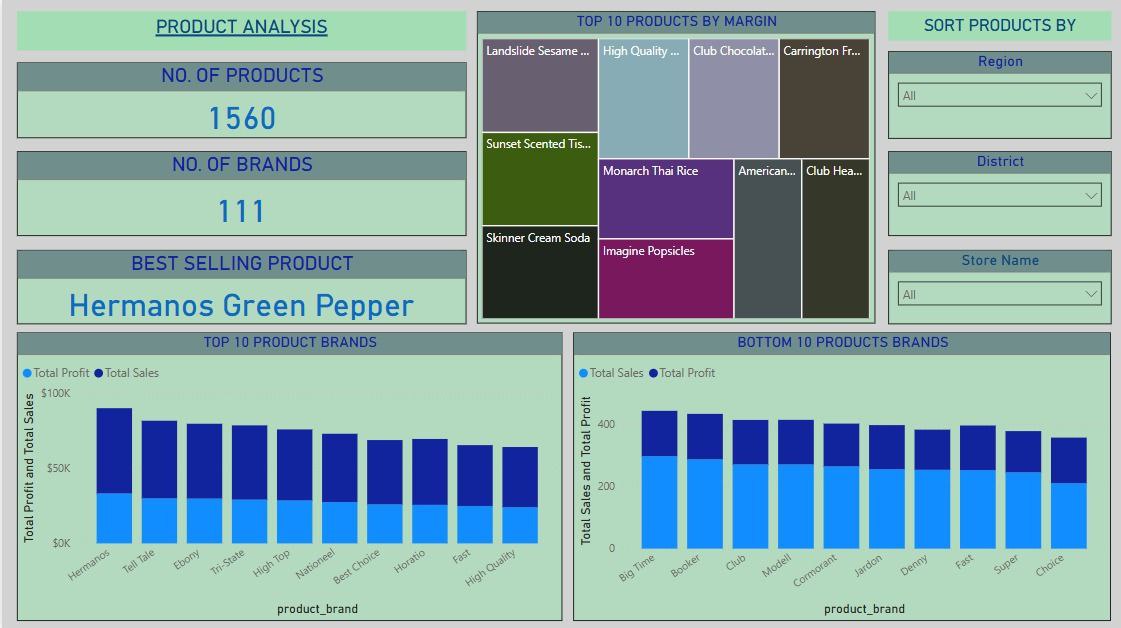 PRODUCT ANALYSIS
NO. OF PRODUCTS
1560
NO. OF BRANDS
111
BEST SELLING PRODUCT
Hermanos Green Pepper
TOP 10 PRODUCTS BY MARGIN
Landslide Sesame ...
High Quality ...
Club Chocolat...
Carrington Fr...
Sunset Scented Tis...
Monarch Thai Rice
American...
Club Hea...
Skinner Cream Soda
Imagine Popsicles
SORT PRODUCTS BY
Region
All
District
All
Store Name
All
TOP 10 PRODUCT BRANDS
Total Profit Total Sales
Total Profit and Total Sales
$100K
$50K
$0K
Hermanos
Tell Tale
Ebony
Tri-State
High Top
Nationeel
Best Choice
Horatio
Fast
High Quality
product_brand
BOTTOM 10 PRODUCTS BRANDS
Total Sales Total Profit
Total Sales and Total Profit
400
200
0
Big Time
Booker
Club
Modell
Cormorant
Jardon
Denny
Fast
Super
Choice
product_brand